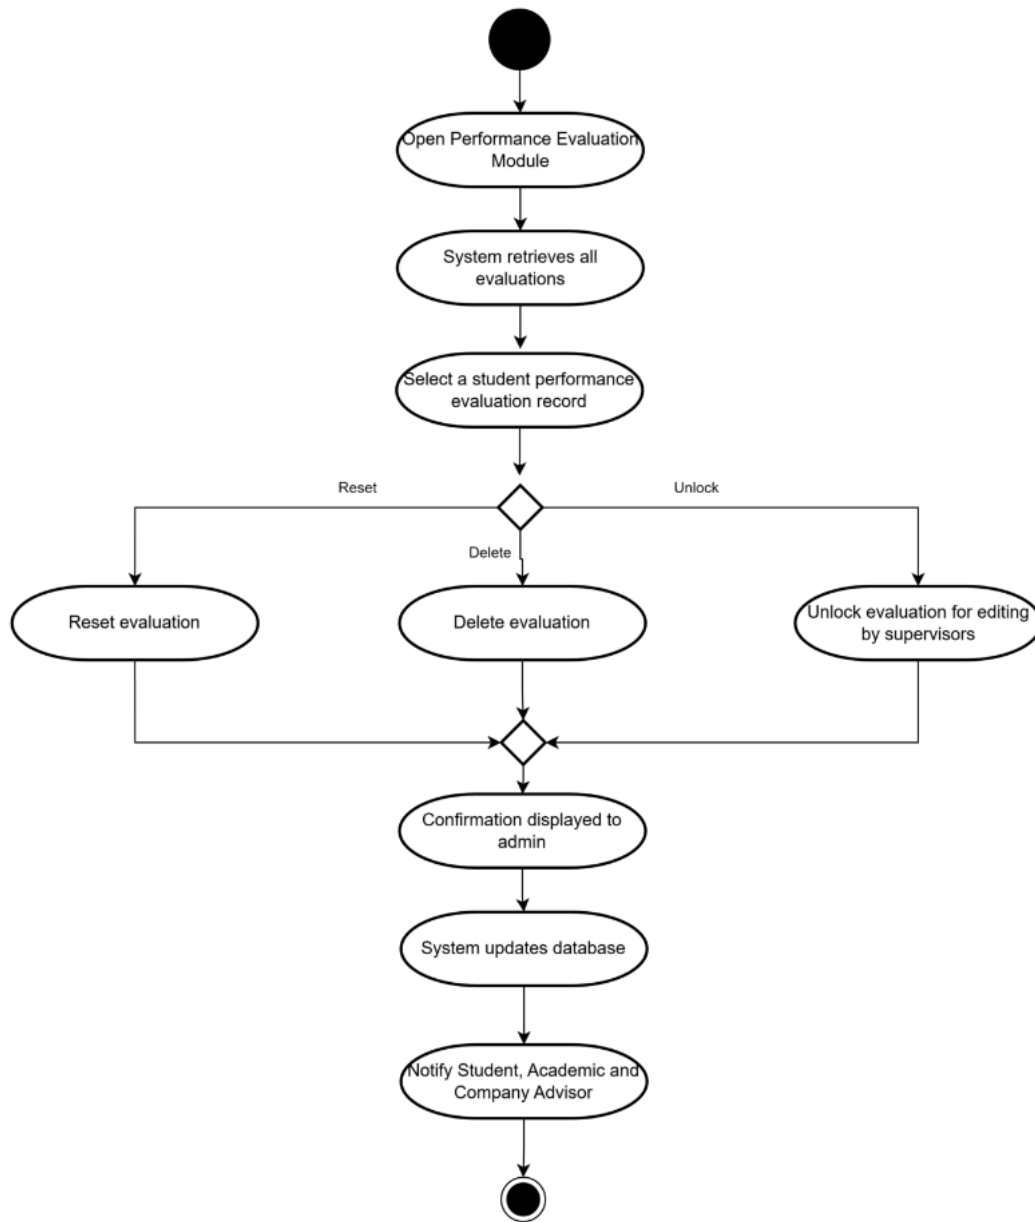 Open Performance Evaluation
Module
System retrieves all
evaluations
Select a student performance
evaluation record
Reset
Unlock
Delete
Reset evaluation
Delete evaluation
Unlock evaluation for editing
by supervisors
Confirmation displayed to
admin
System updates database
Notify Student, Academic and
Company Advisor